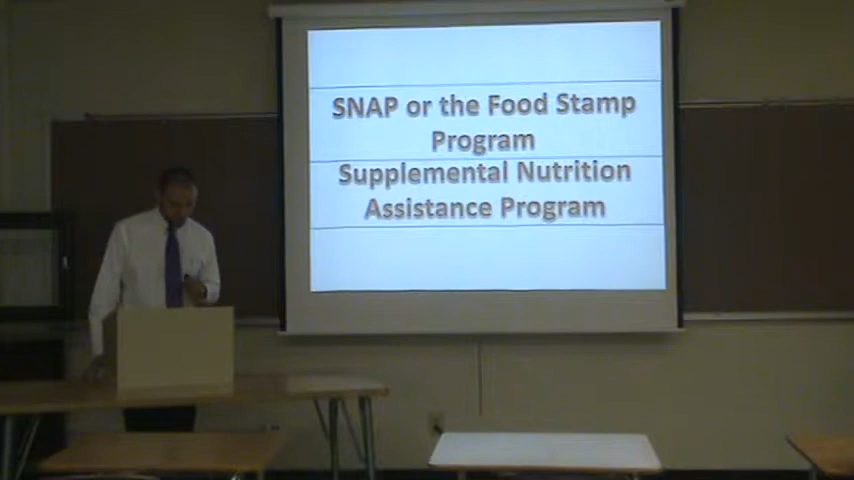 SNAP or the Food Stamp
Program
Supplemental Nutrition
Assistance Program